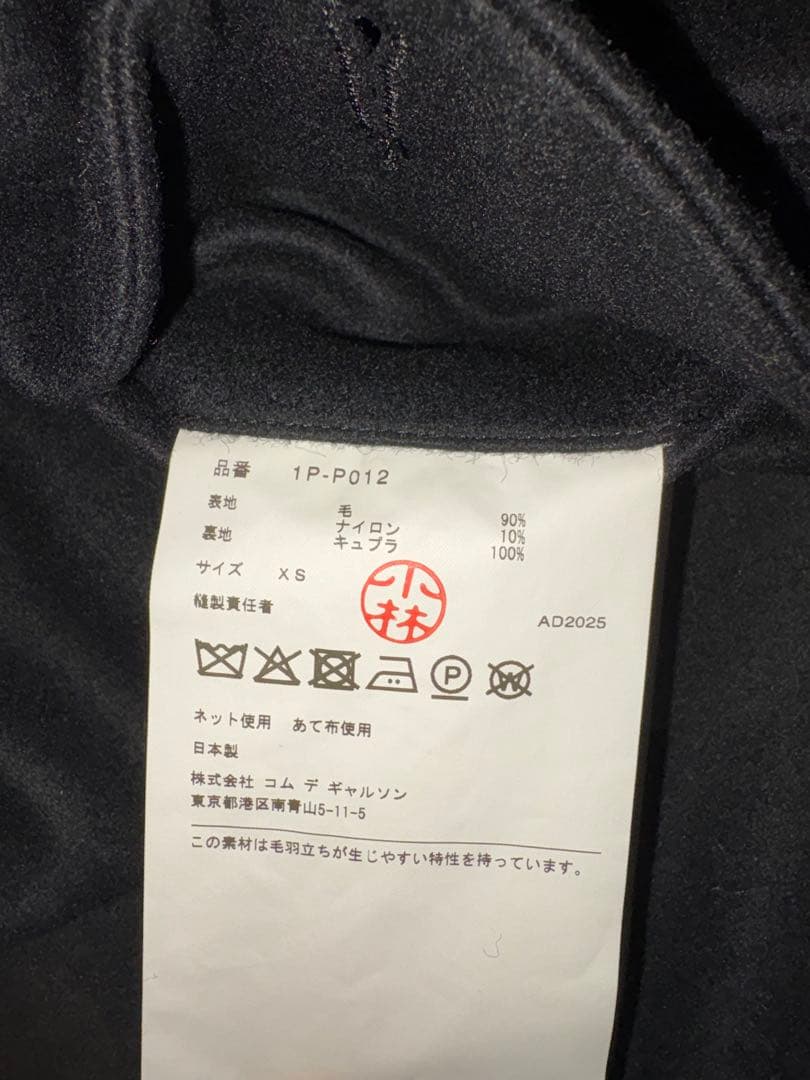 品番 1P-P012
表地 毛 90%
ナイロン 10%
裏地 キュプラ 100%
サイズ XS
縫製責任者 小林 AD2025
P W
ネット使用 あて布使用
日本製
株式会社 コム デ ギャルソン
東京都港区南青山5-11-5
この素材は毛羽立ちが生じやすい特性を持っています。